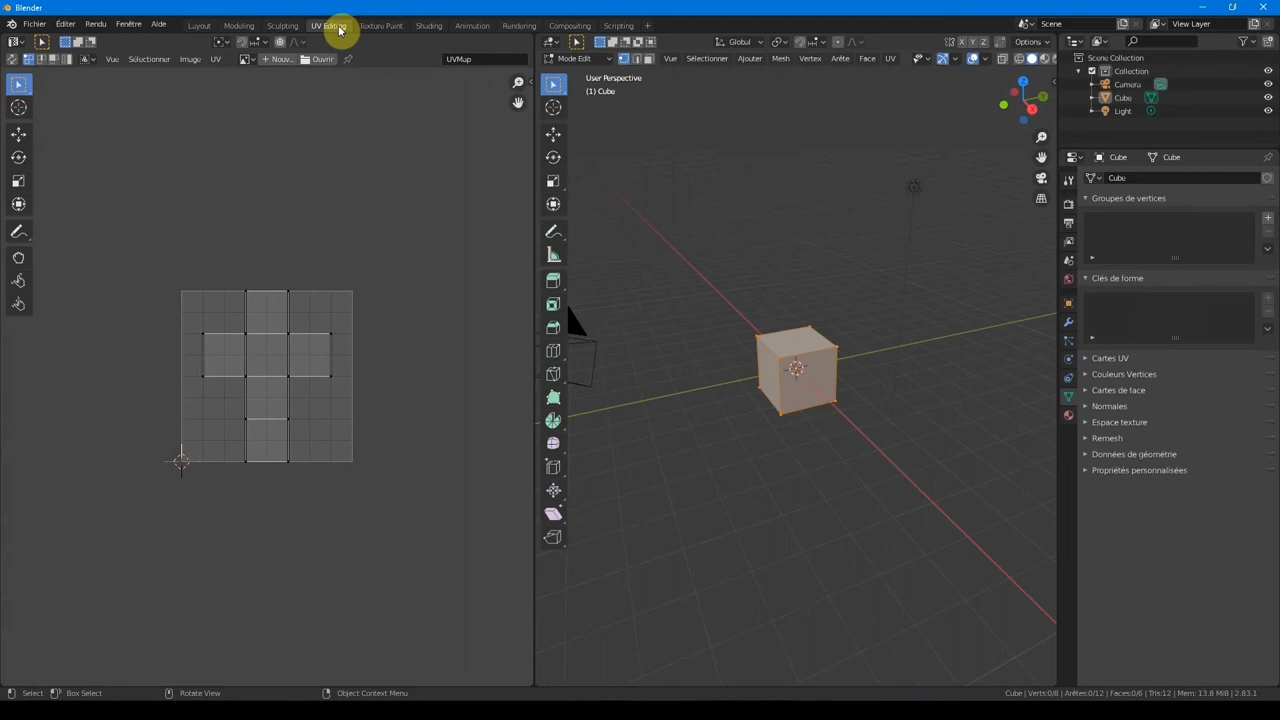 Blender
Fichier Éditer Rendu Fenêtre Aide Layout Modeling Sculpting UV Editing Texture Paint Shading Animation Rendering Compositing Scripting + Scene View Layer
Global X Y Z Options
Vue Sélectionner Image UV + Nouv... Ouvrir UVMap Mode Edit Vue Sélectionner Ajouter Mesh Vertex Arête Face UV
Scene Collection
Collection
Camera
Cube
Light
User Perspective
(1) Cube
Z
Y
X
Cube Cube
Cube
Groupes de vertices
Clés de forme
Cartes UV
Couleurs Vertices
Cartes de face
Normales
Espace texture
Remesh
Données de géométrie
Propriétés personnalisées
Select Box Select Rotate View Object Context Menu Cube | Verts:0/8 | Arêtes:0/12 | Faces:0/6 | Tris:12 | Mem: 13.8 MiB | 2.83.1